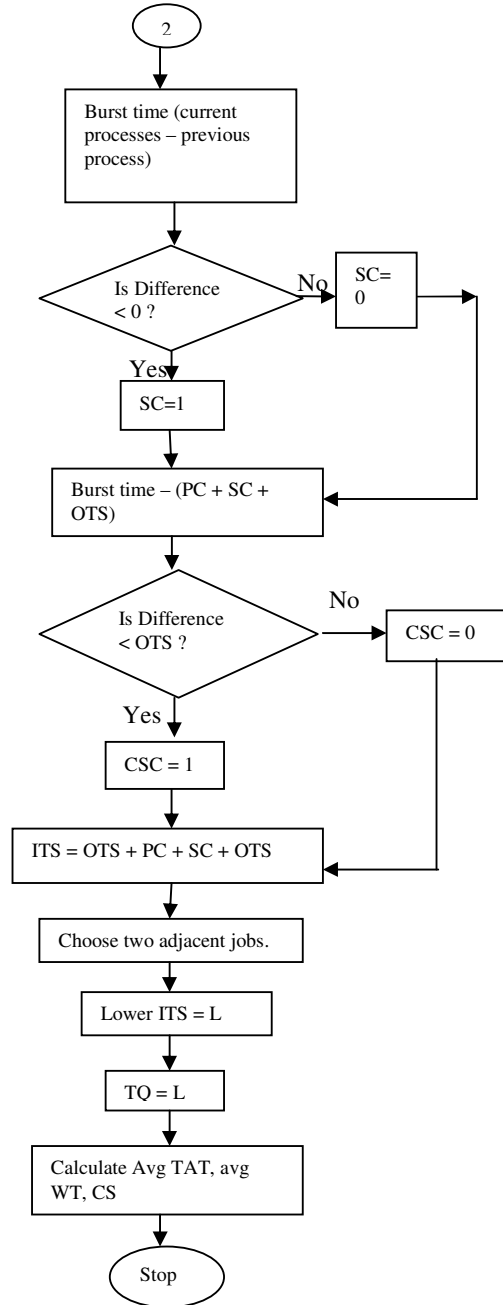 2
Burst time (current
processes – previous
process)
Is Difference
< 0 ?
No
SC=
0
Yes
SC=1
Burst time – (PC + SC +
OTS)
Is Difference
< OTS ?
No
CSC = 0
Yes
CSC = 1
ITS = OTS + PC + SC + OTS
Choose two adjacent jobs.
Lower ITS = L
TQ = L
Calculate Avg TAT, avg
WT, CS
Stop